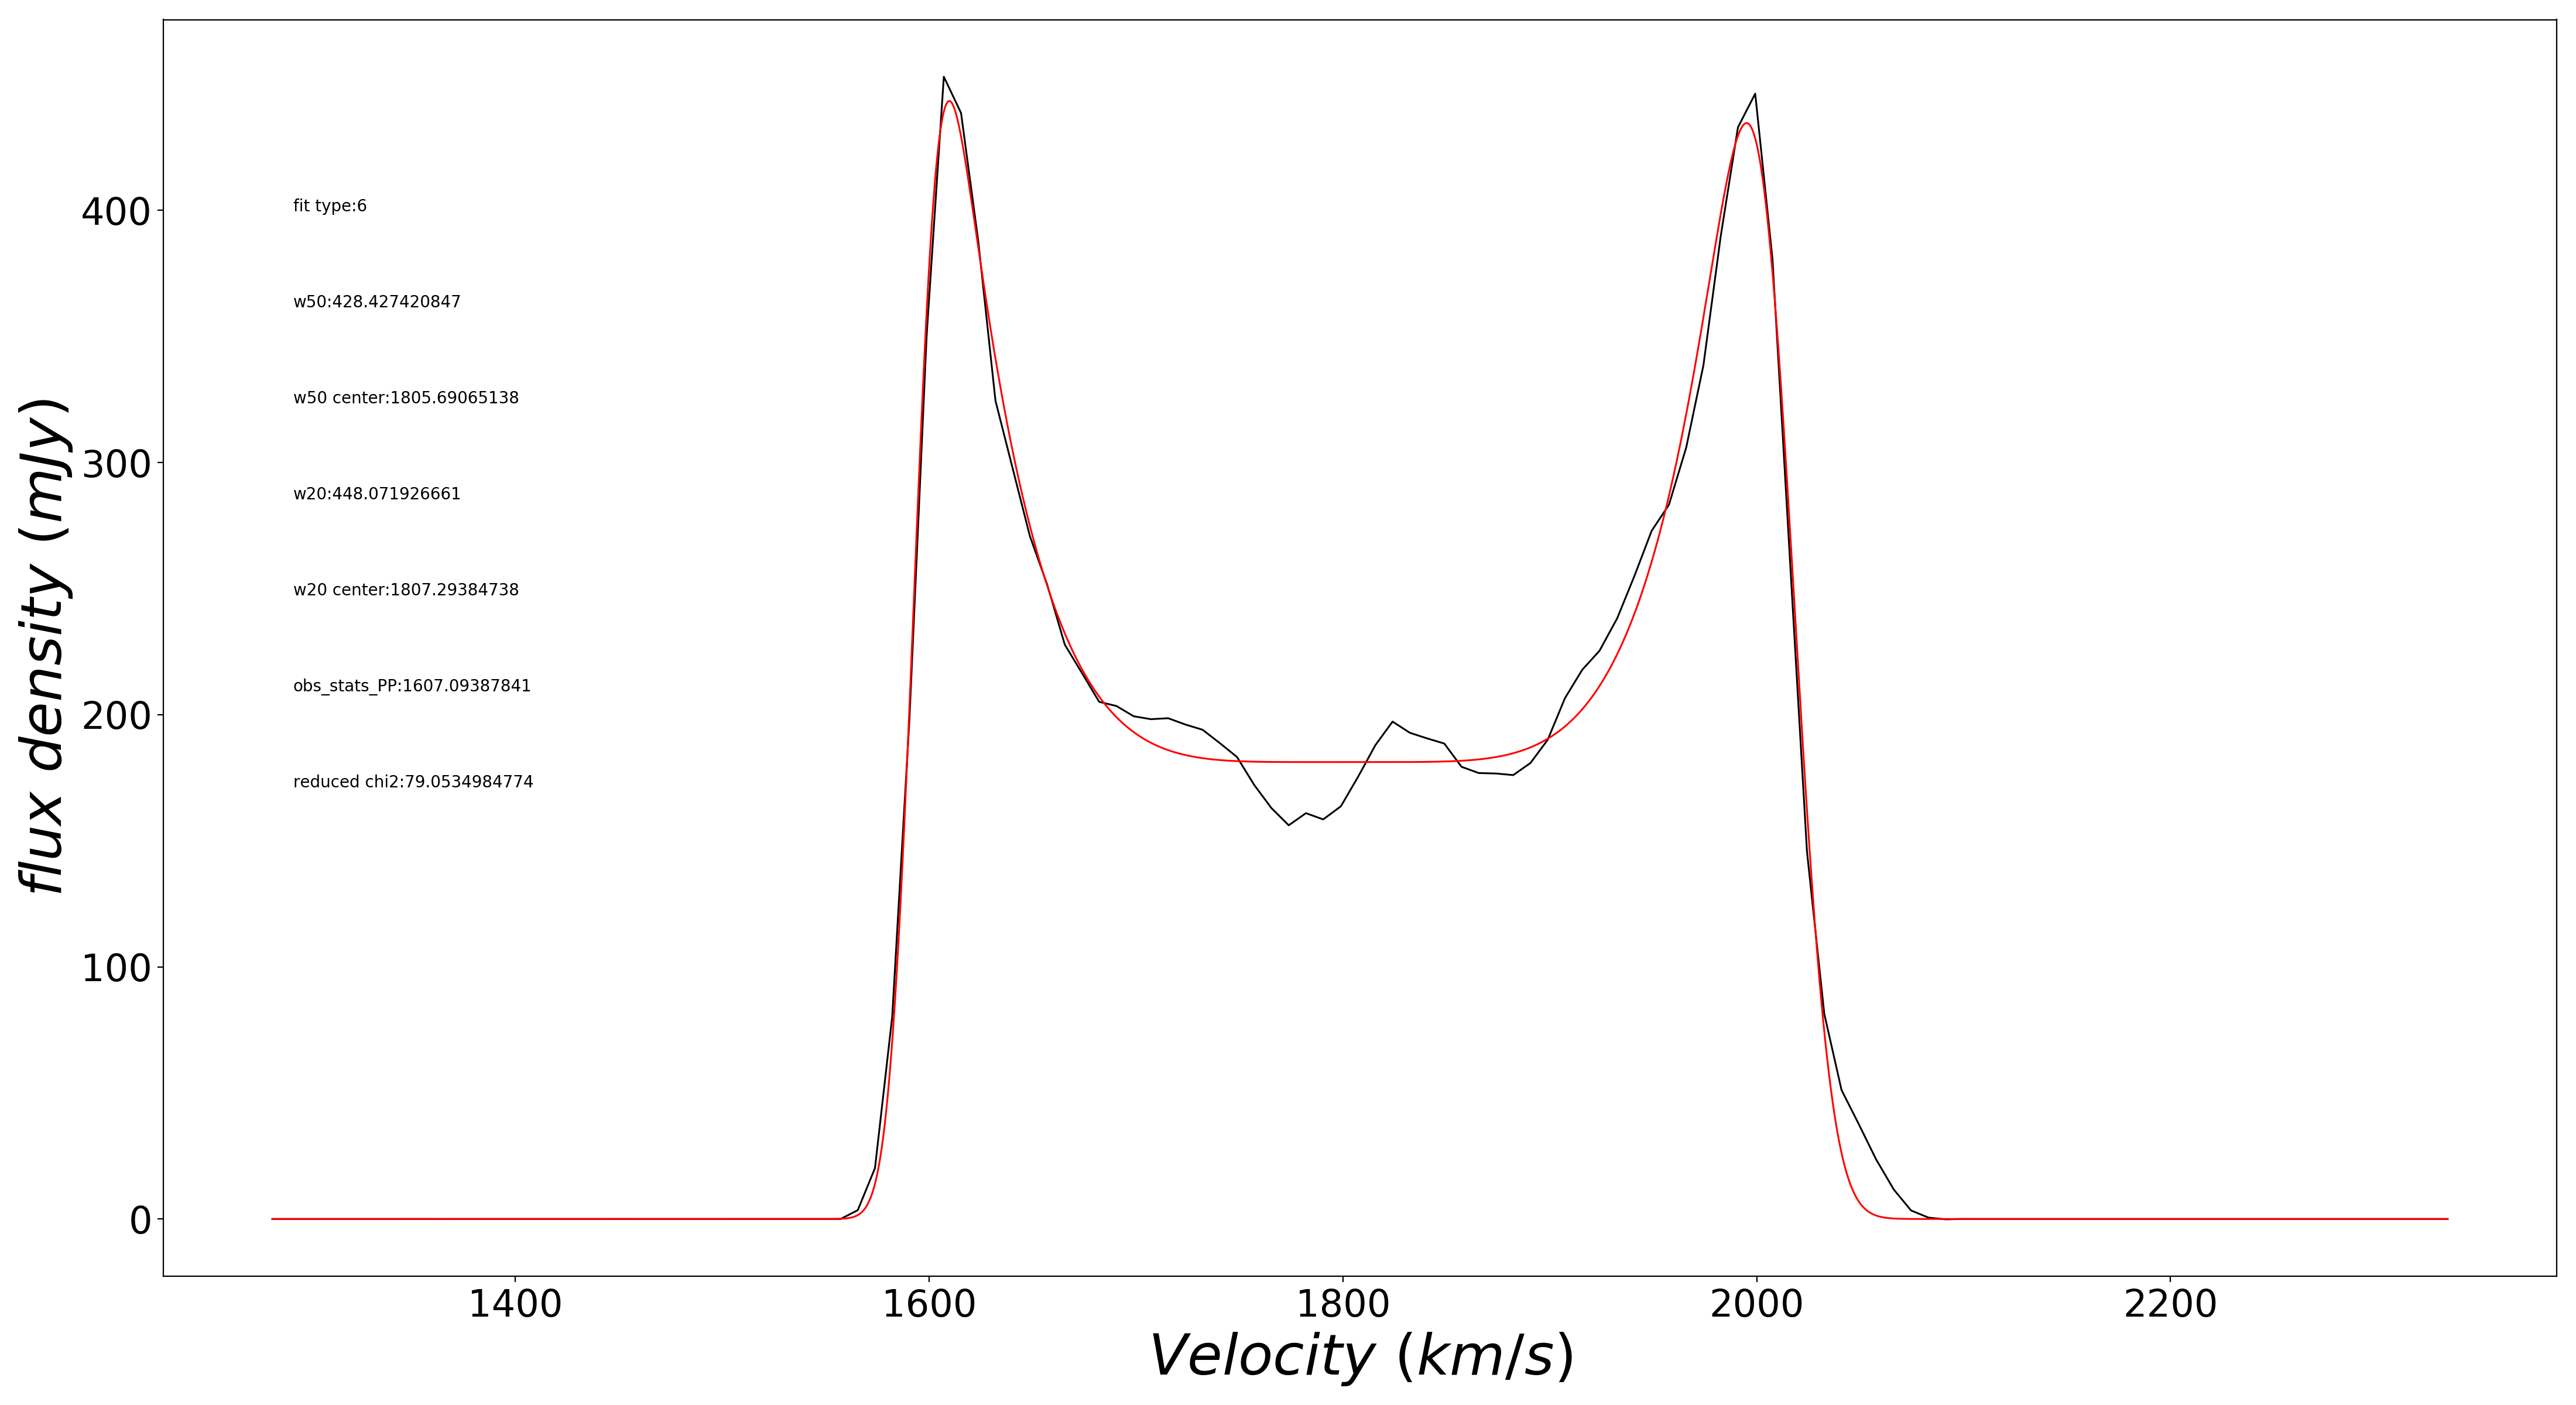 fit type:6
w50:428.427420847
w50 center:1805.69065138
w20:448.071926661
w20 center:1807.29384738
obs_stats_PP:1607.09387841
reduced chi2:79.0534984774
flux density (mJy)
400
300
200
100
0
1400 1600 1800 2000 2200
Velocity (km/s)